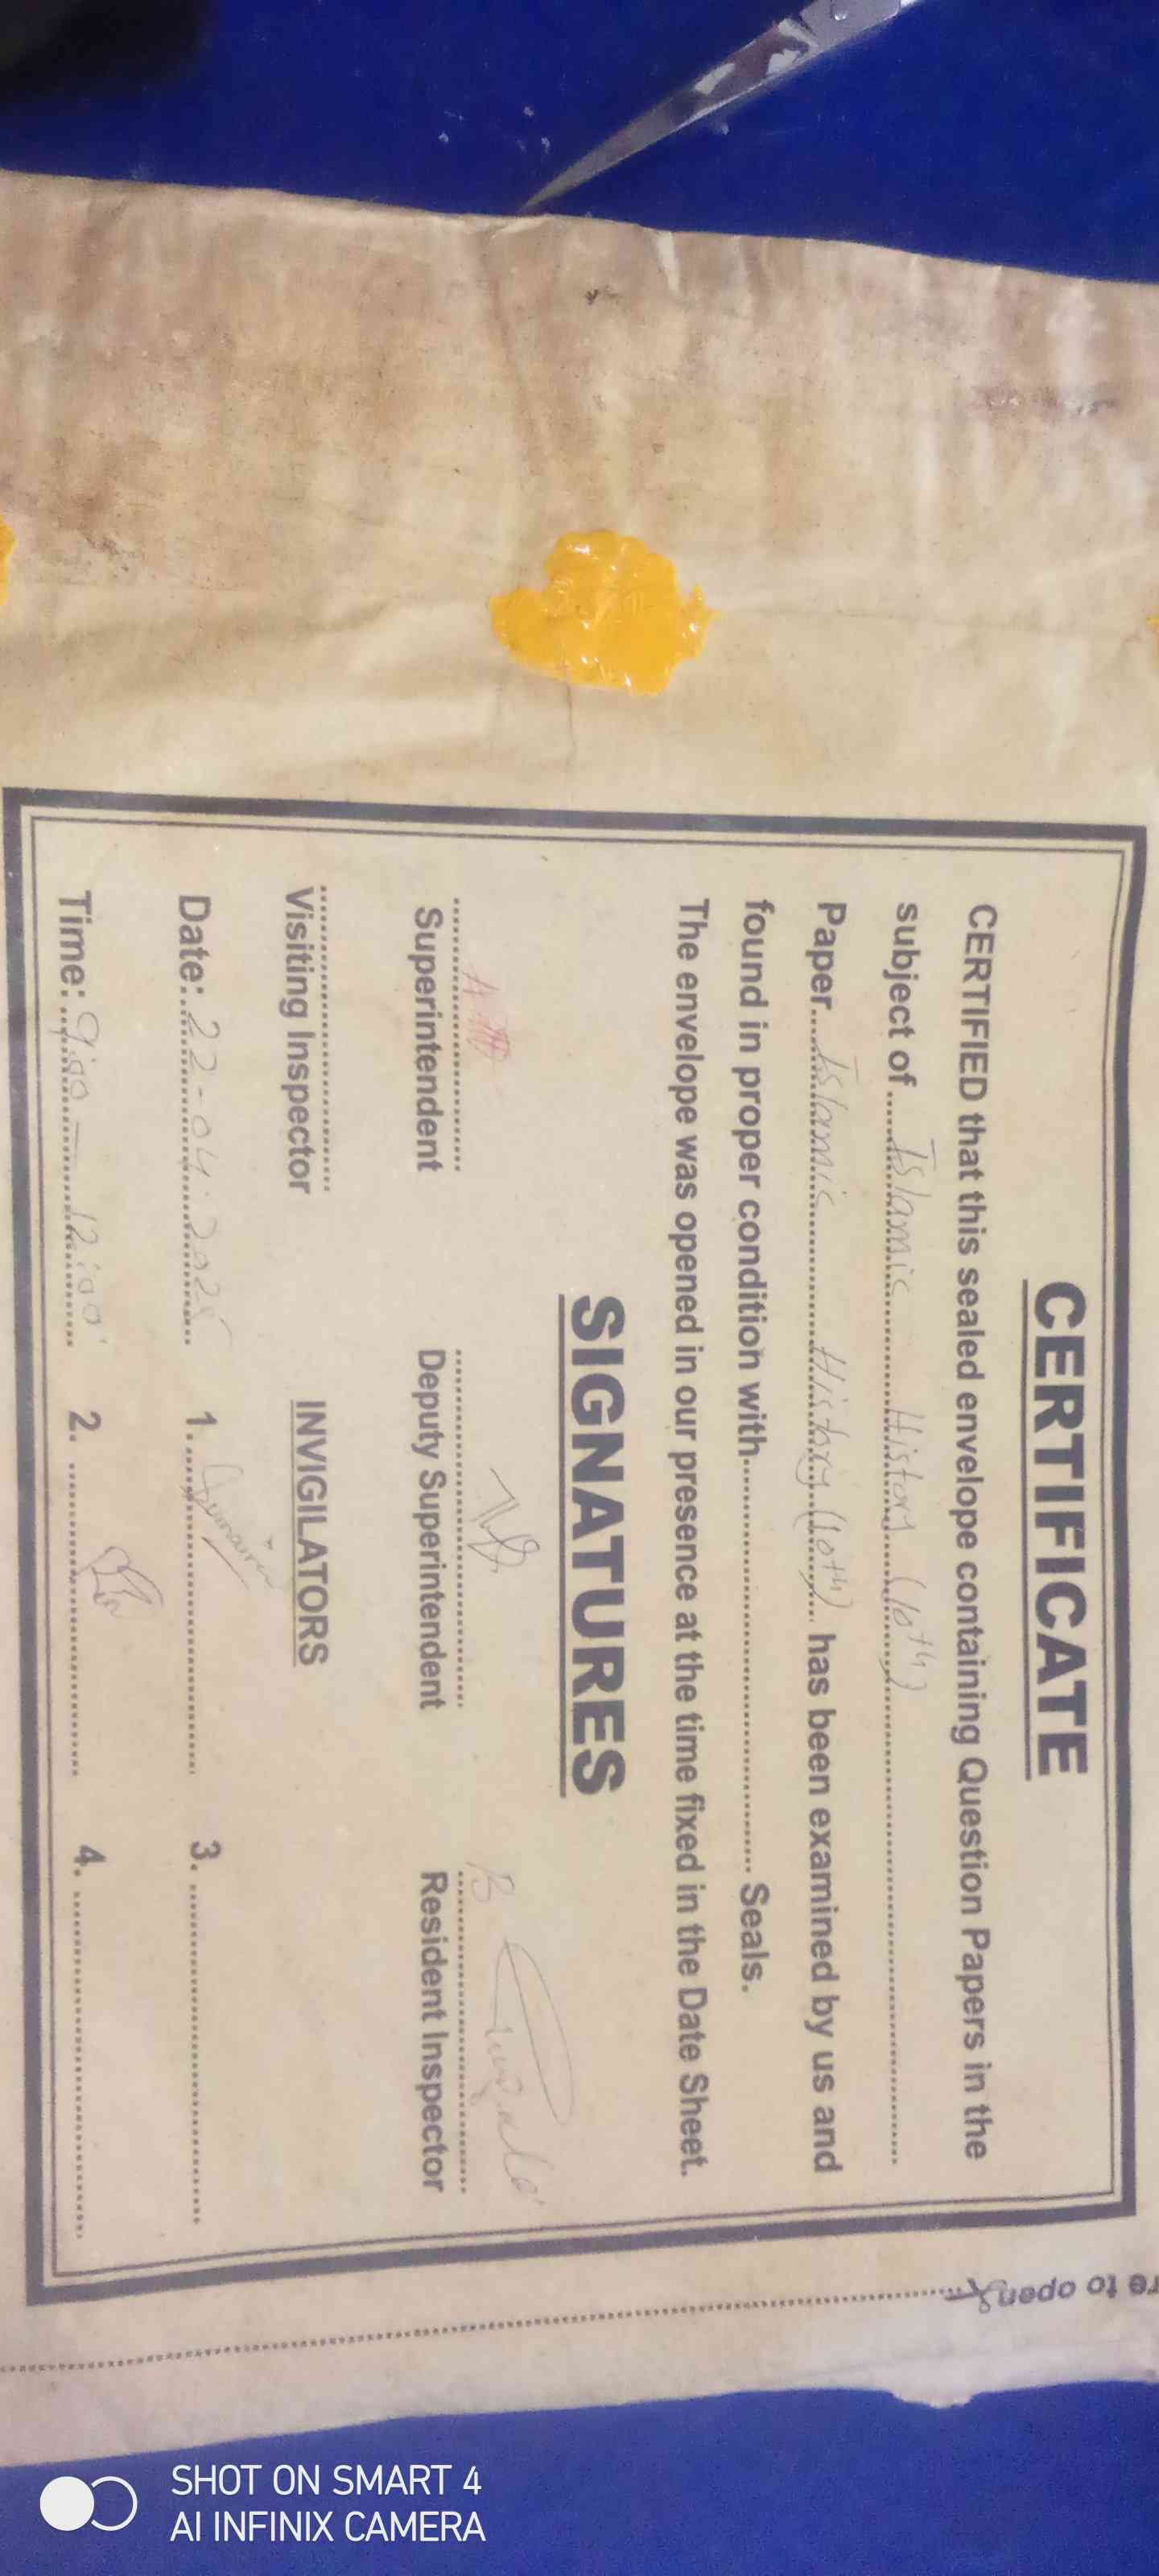 CERTIFICATE
CERTIFIED that this sealed envelope containing Question Papers in the
subject of ..... Islamic History (10th) .....
Paper..... Islamic History (10th) ..... has been examined by us and
found in proper condition with..... Seals.
The envelope was opened in our presence at the time fixed in the Date Sheet.
SIGNATURES
Superintendent Deputy Superintendent Resident Inspector
Visiting Inspector INVIGILATORS
Date: 22-04-2025 1. ..... 3. .....
Time: 9:00 — 12:00 2. ..... 4. .....
re to open
SHOT ON SMART 4
AI INFINIX CAMERA